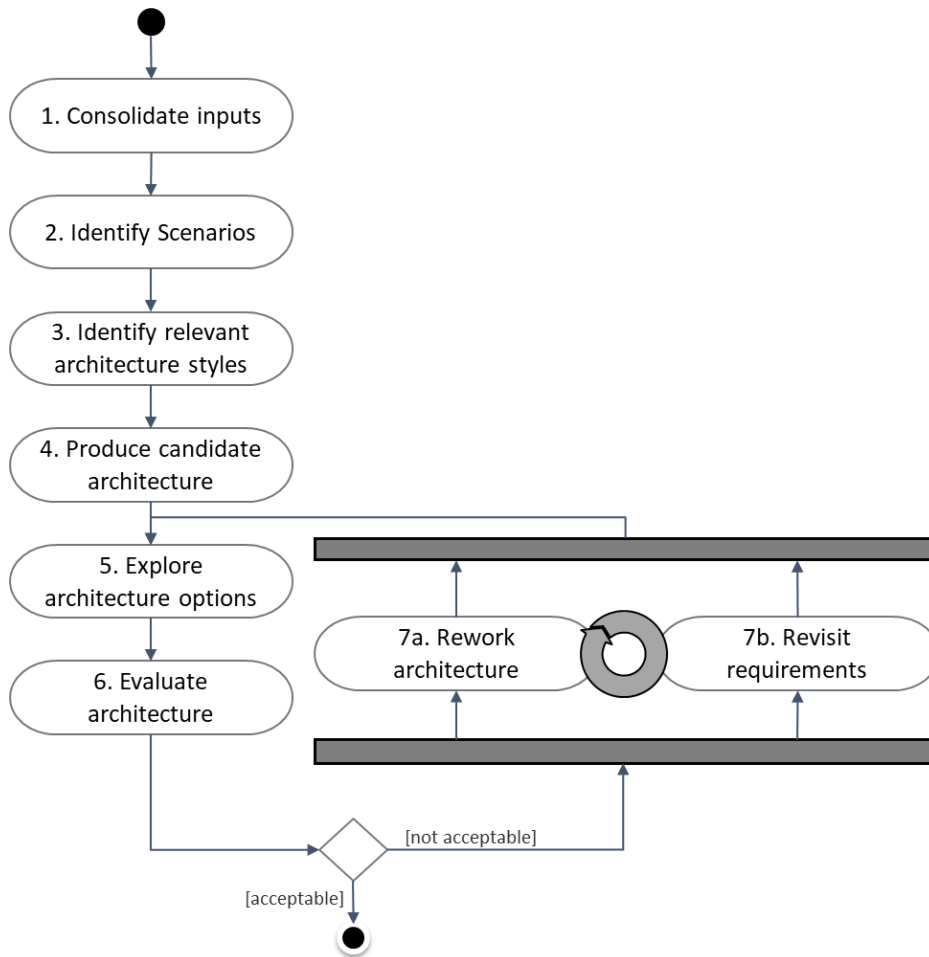 1. Consolidate inputs
2. Identify Scenarios
3. Identify relevant
architecture styles
4. Produce candidate
architecture
5. Explore
architecture options
6. Evaluate
architecture
7a. Rework
architecture
7b. Revisit
requirements
[not acceptable]
[acceptable]